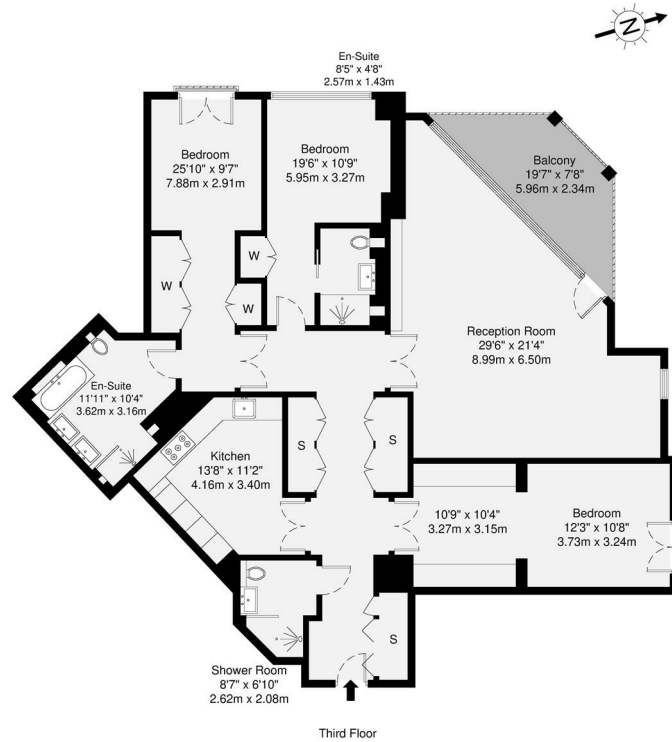 N
En-Suite
8'5" x 4'8"
2.57m x 1.43m
Bedroom
25'10" x 9'7"
7.88m x 2.91m
Bedroom
19'6" x 10'9"
5.95m x 3.27m
Balcony
19'7" x 7'8"
5.96m x 2.34m
W
W
W
Reception Room
29'6" x 21'4"
8.99m x 6.50m
En-Suite
11'11" x 10'4"
3.62m x 3.16m
Kitchen
13'8" x 11'2"
4.16m x 3.40m
S
S
10'9" x 10'4"
3.27m x 3.15m
Bedroom
12'3" x 10'8"
3.73m x 3.24m
S
Shower Room
8'7" x 6'10"
2.62m x 2.08m
Third Floor